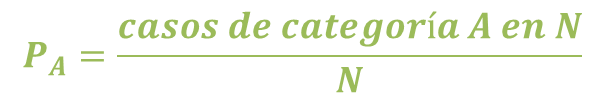 P_A = casos de categoría A en N / N